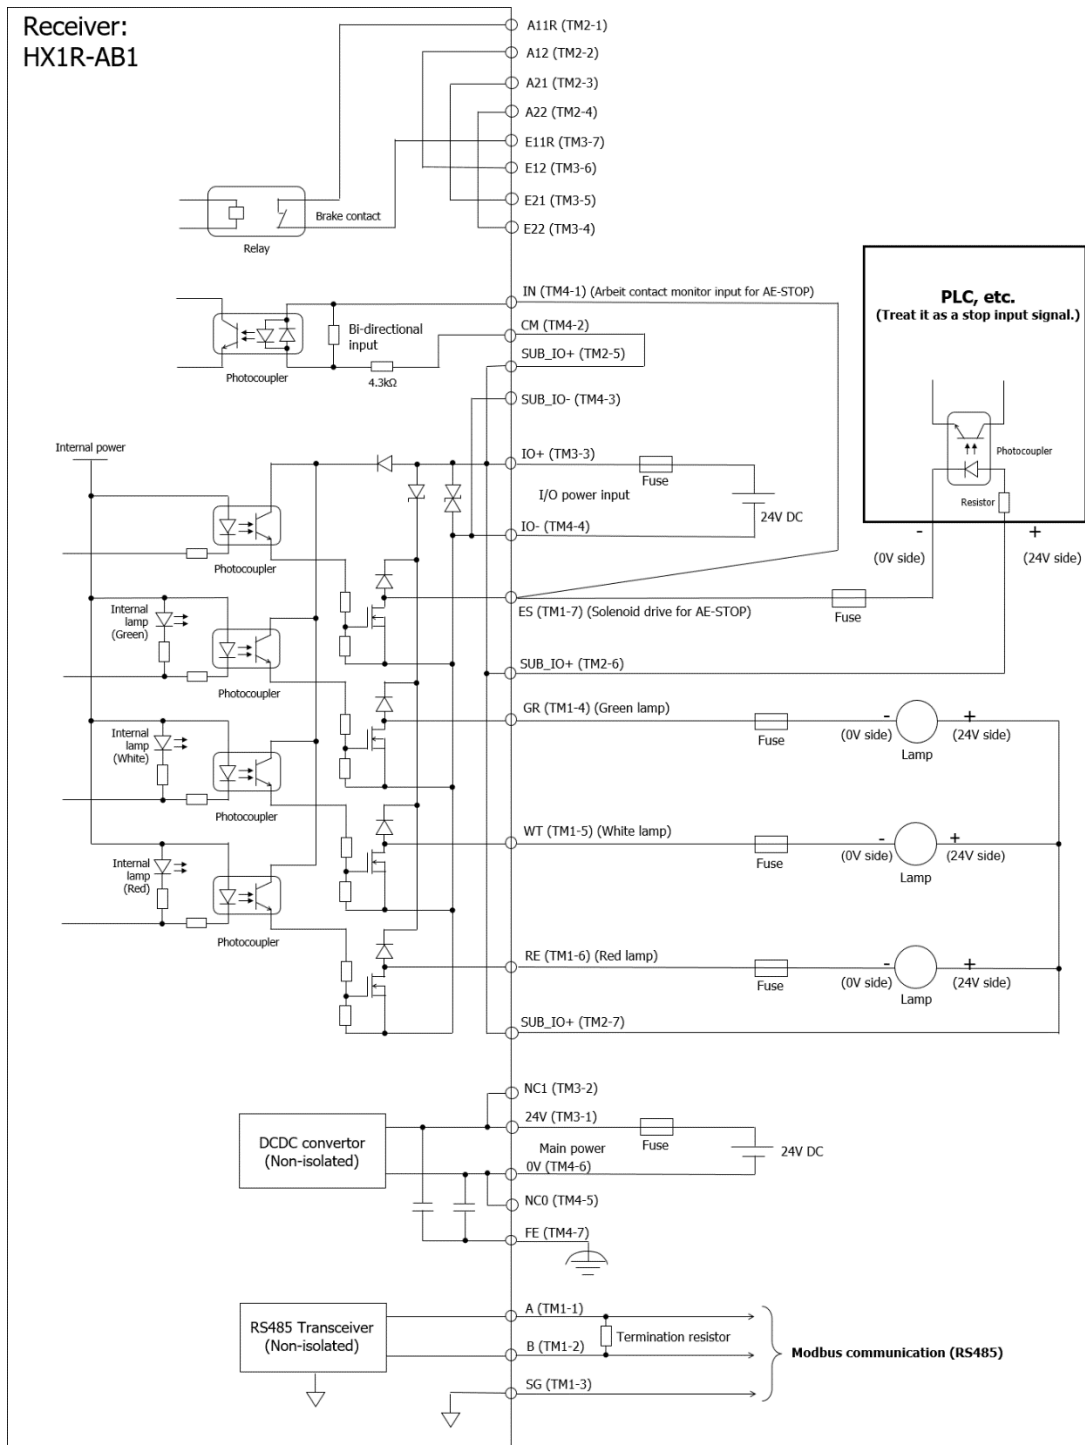 Receiver:
HX1R-AB1
A11R (TM2-1)
A12 (TM2-2)
A21 (TM2-3)
A22 (TM2-4)
E11R (TM3-7)
E12 (TM3-6)
E21 (TM3-5)
E22 (TM3-4)
Brake contact
Relay
IN (TM4-1) (Arbeit contact monitor input for AE-STOP)
CM (TM4-2)
Bi-directional
input
SUB_IO+ (TM2-5)
Photocoupler
4.3kΩ
SUB_IO- (TM4-3)
PLC, etc.
(Treat it as a stop input signal.)
Photocoupler
Resistor
-
+
(0V side)
(24V side)
Internal power
IO+ (TM3-3)
Fuse
I/O power input
24V DC
IO- (TM4-4)
Photocoupler
ES (TM1-7) (Solenoid drive for AE-STOP)
Fuse
Internal
lamp
(Green)
Photocoupler
SUB_IO+ (TM2-6)
GR (TM1-4) (Green lamp)
Fuse
-
(0V side)
Lamp
+
(24V side)
Internal
lamp
(White)
Photocoupler
WT (TM1-5) (White lamp)
Fuse
-
(0V side)
Lamp
+
(24V side)
Internal
lamp
(Red)
Photocoupler
RE (TM1-6) (Red lamp)
Fuse
-
(0V side)
Lamp
+
(24V side)
SUB_IO+ (TM2-7)
NC1 (TM3-2)
24V (TM3-1)
Fuse
DCDC convertor
(Non-isolated)
Main power
24V DC
0V (TM4-6)
NC0 (TM4-5)
FE (TM4-7)
A (TM1-1)
RS485 Transceiver
(Non-isolated)
Termination resistor
B (TM1-2)
Modbus communication (RS485)
SG (TM1-3)